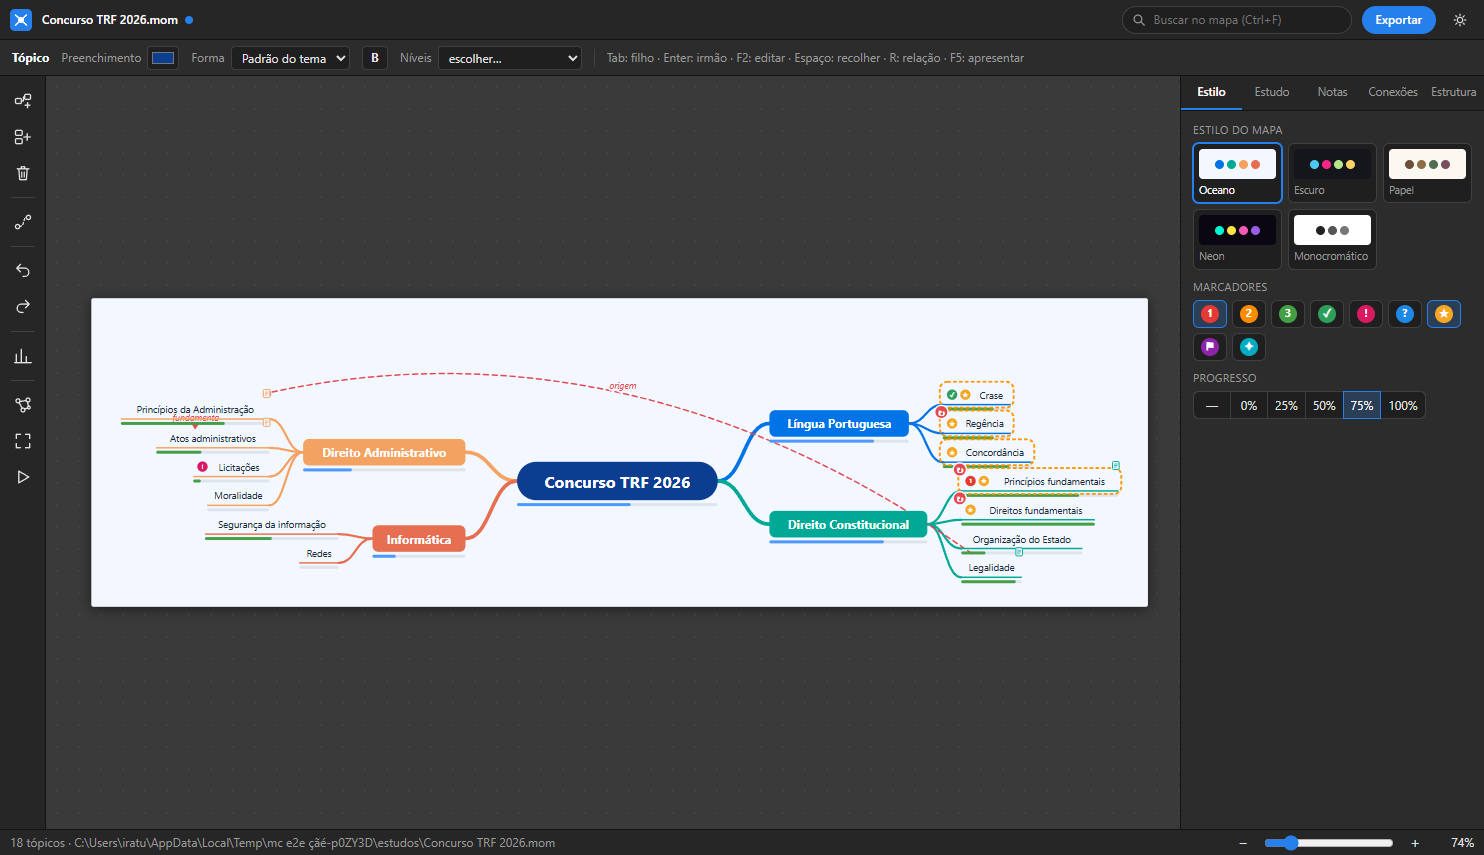 Concurso TRF 2026.mom
Buscar no mapa (Ctrl+F)
Exportar
Tópico
Preenchimento
Forma
Padrão do tema
B
Níveis
escolher...
Tab: filho · Enter: irmão · F2: editar · Espaço: recolher · R: relação · F5: apresentar
Estilo
Estudo
Notas
Conexões
Estrutura
ESTILO DO MAPA
Oceano
Escuro
Papel
Neon
Monocromático
MARCADORES
1
2
3
!
?
PROGRESSO
—
0%
25%
50%
75%
100%
origem
Princípios da Administração
fundamenta
Atos administrativos
!
Licitações
Moralidade
Direito Administrativo
Segurança da informação
Redes
Informática
Concurso TRF 2026
Língua Portuguesa
Crase
Regência
Concordância
Direito Constitucional
1
Princípios fundamentais
Direitos fundamentais
Organização do Estado
Legalidade
18 tópicos · C:\Users\iratu\AppData\Local\Temp\mc e2e çãé-p0ZY3D\estudos\Concurso TRF 2026.mom
−
+
74%